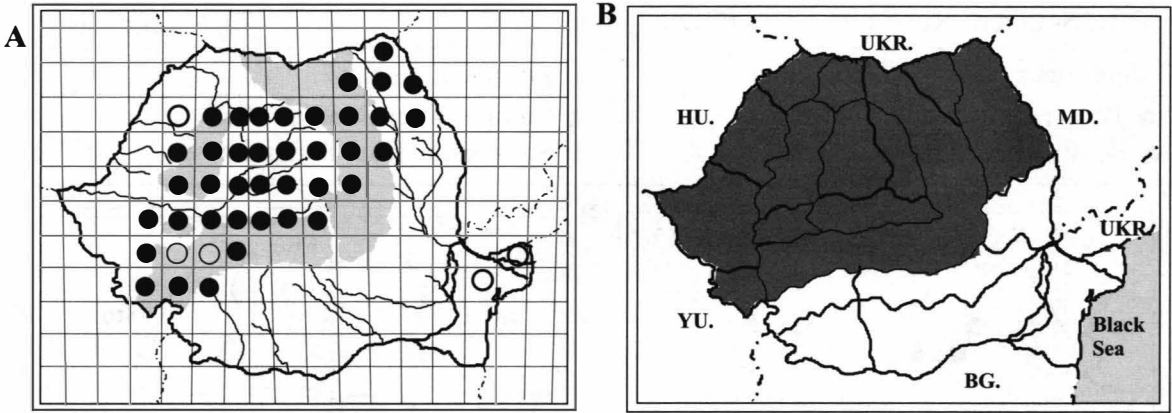 A
B
UKR.
HU.
MD.
UKR.
YU.
Black
Sea
BG.